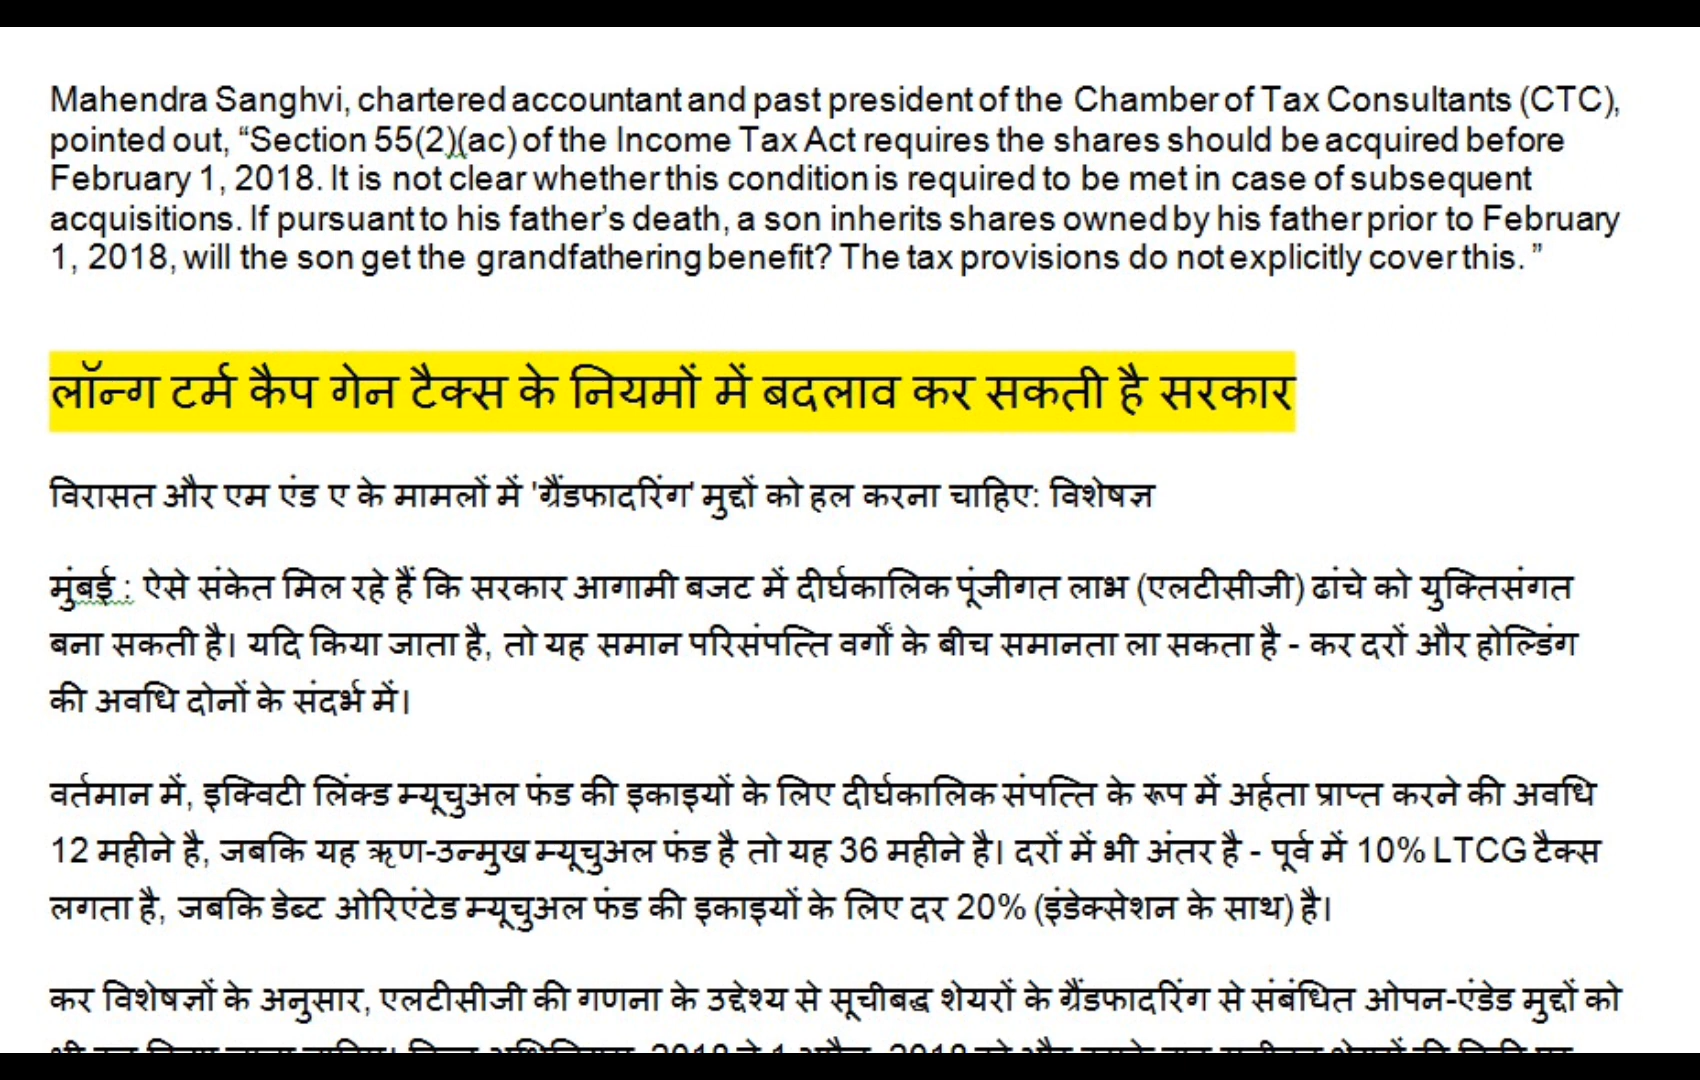 Mahendra Sanghvi, chartered accountant and past president of the Chamber of Tax Consultants (CTC),
pointed out, “Section 55(2)(ac) of the Income Tax Act requires the shares should be acquired before
February 1, 2018. It is not clear whether this condition is required to be met in case of subsequent
acquisitions. If pursuant to his father’s death, a son inherits shares owned by his father prior to February
1, 2018, will the son get the grandfathering benefit? The tax provisions do not explicitly cover this. ”
लॉन्ग टर्म कैप गेन टैक्स के नियमों में बदलाव कर सकती है सरकार
विरासत और एम एंड ए के मामलों में 'ग्रैंडफादरिंग' मुद्दों को हल करना चाहिए: विशेषज्ञ
मुंबई : ऐसे संकेत मिल रहे हैं कि सरकार आगामी बजट में दीर्घकालिक पूंजीगत लाभ (एलटीसीजी) ढांचे को युक्तिसंगत
बना सकती है। यदि किया जाता है, तो यह समान परिसंपत्ति वर्गों के बीच समानता ला सकता है - कर दरों और होल्डिंग
की अवधि दोनों के संदर्भ में।
वर्तमान में, इक्विटी लिंक्ड म्यूचुअल फंड की इकाइयों के लिए दीर्घकालिक संपत्ति के रूप में अर्हता प्राप्त करने की अवधि
12 महीने है, जबकि यह ऋण-उन्मुख म्यूचुअल फंड है तो यह 36 महीने है। दरों में भी अंतर है - पूर्व में 10% LTCG टैक्स
लगता है, जबकि डेब्ट ओरिएंटेड म्यूचुअल फंड की इकाइयों के लिए दर 20% (इंडेक्सेशन के साथ) है।
कर विशेषज्ञों के अनुसार, एलटीसीजी की गणना के उद्देश्य से सूचीबद्ध शेयरों के ग्रैंडफादरिंग से संबंधित ओपन-एंडेड मुद्दों को